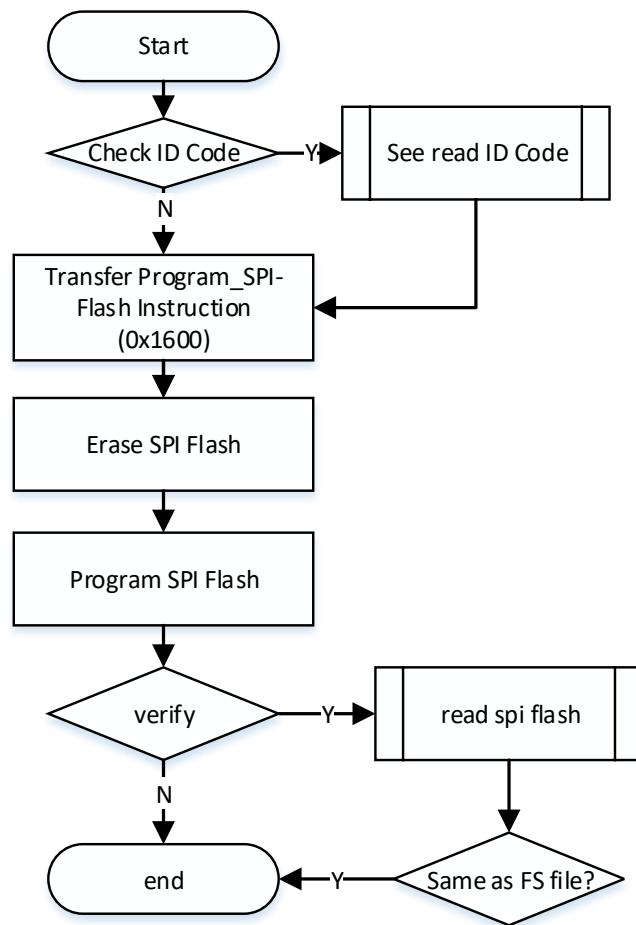 Start
Check ID Code
Y
See read ID Code
N
Transfer Program_SPI-
Flash Instruction
(0x1600)
Erase SPI Flash
Program SPI Flash
verify
Y
read spi flash
N
end
Y
Same as FS file?